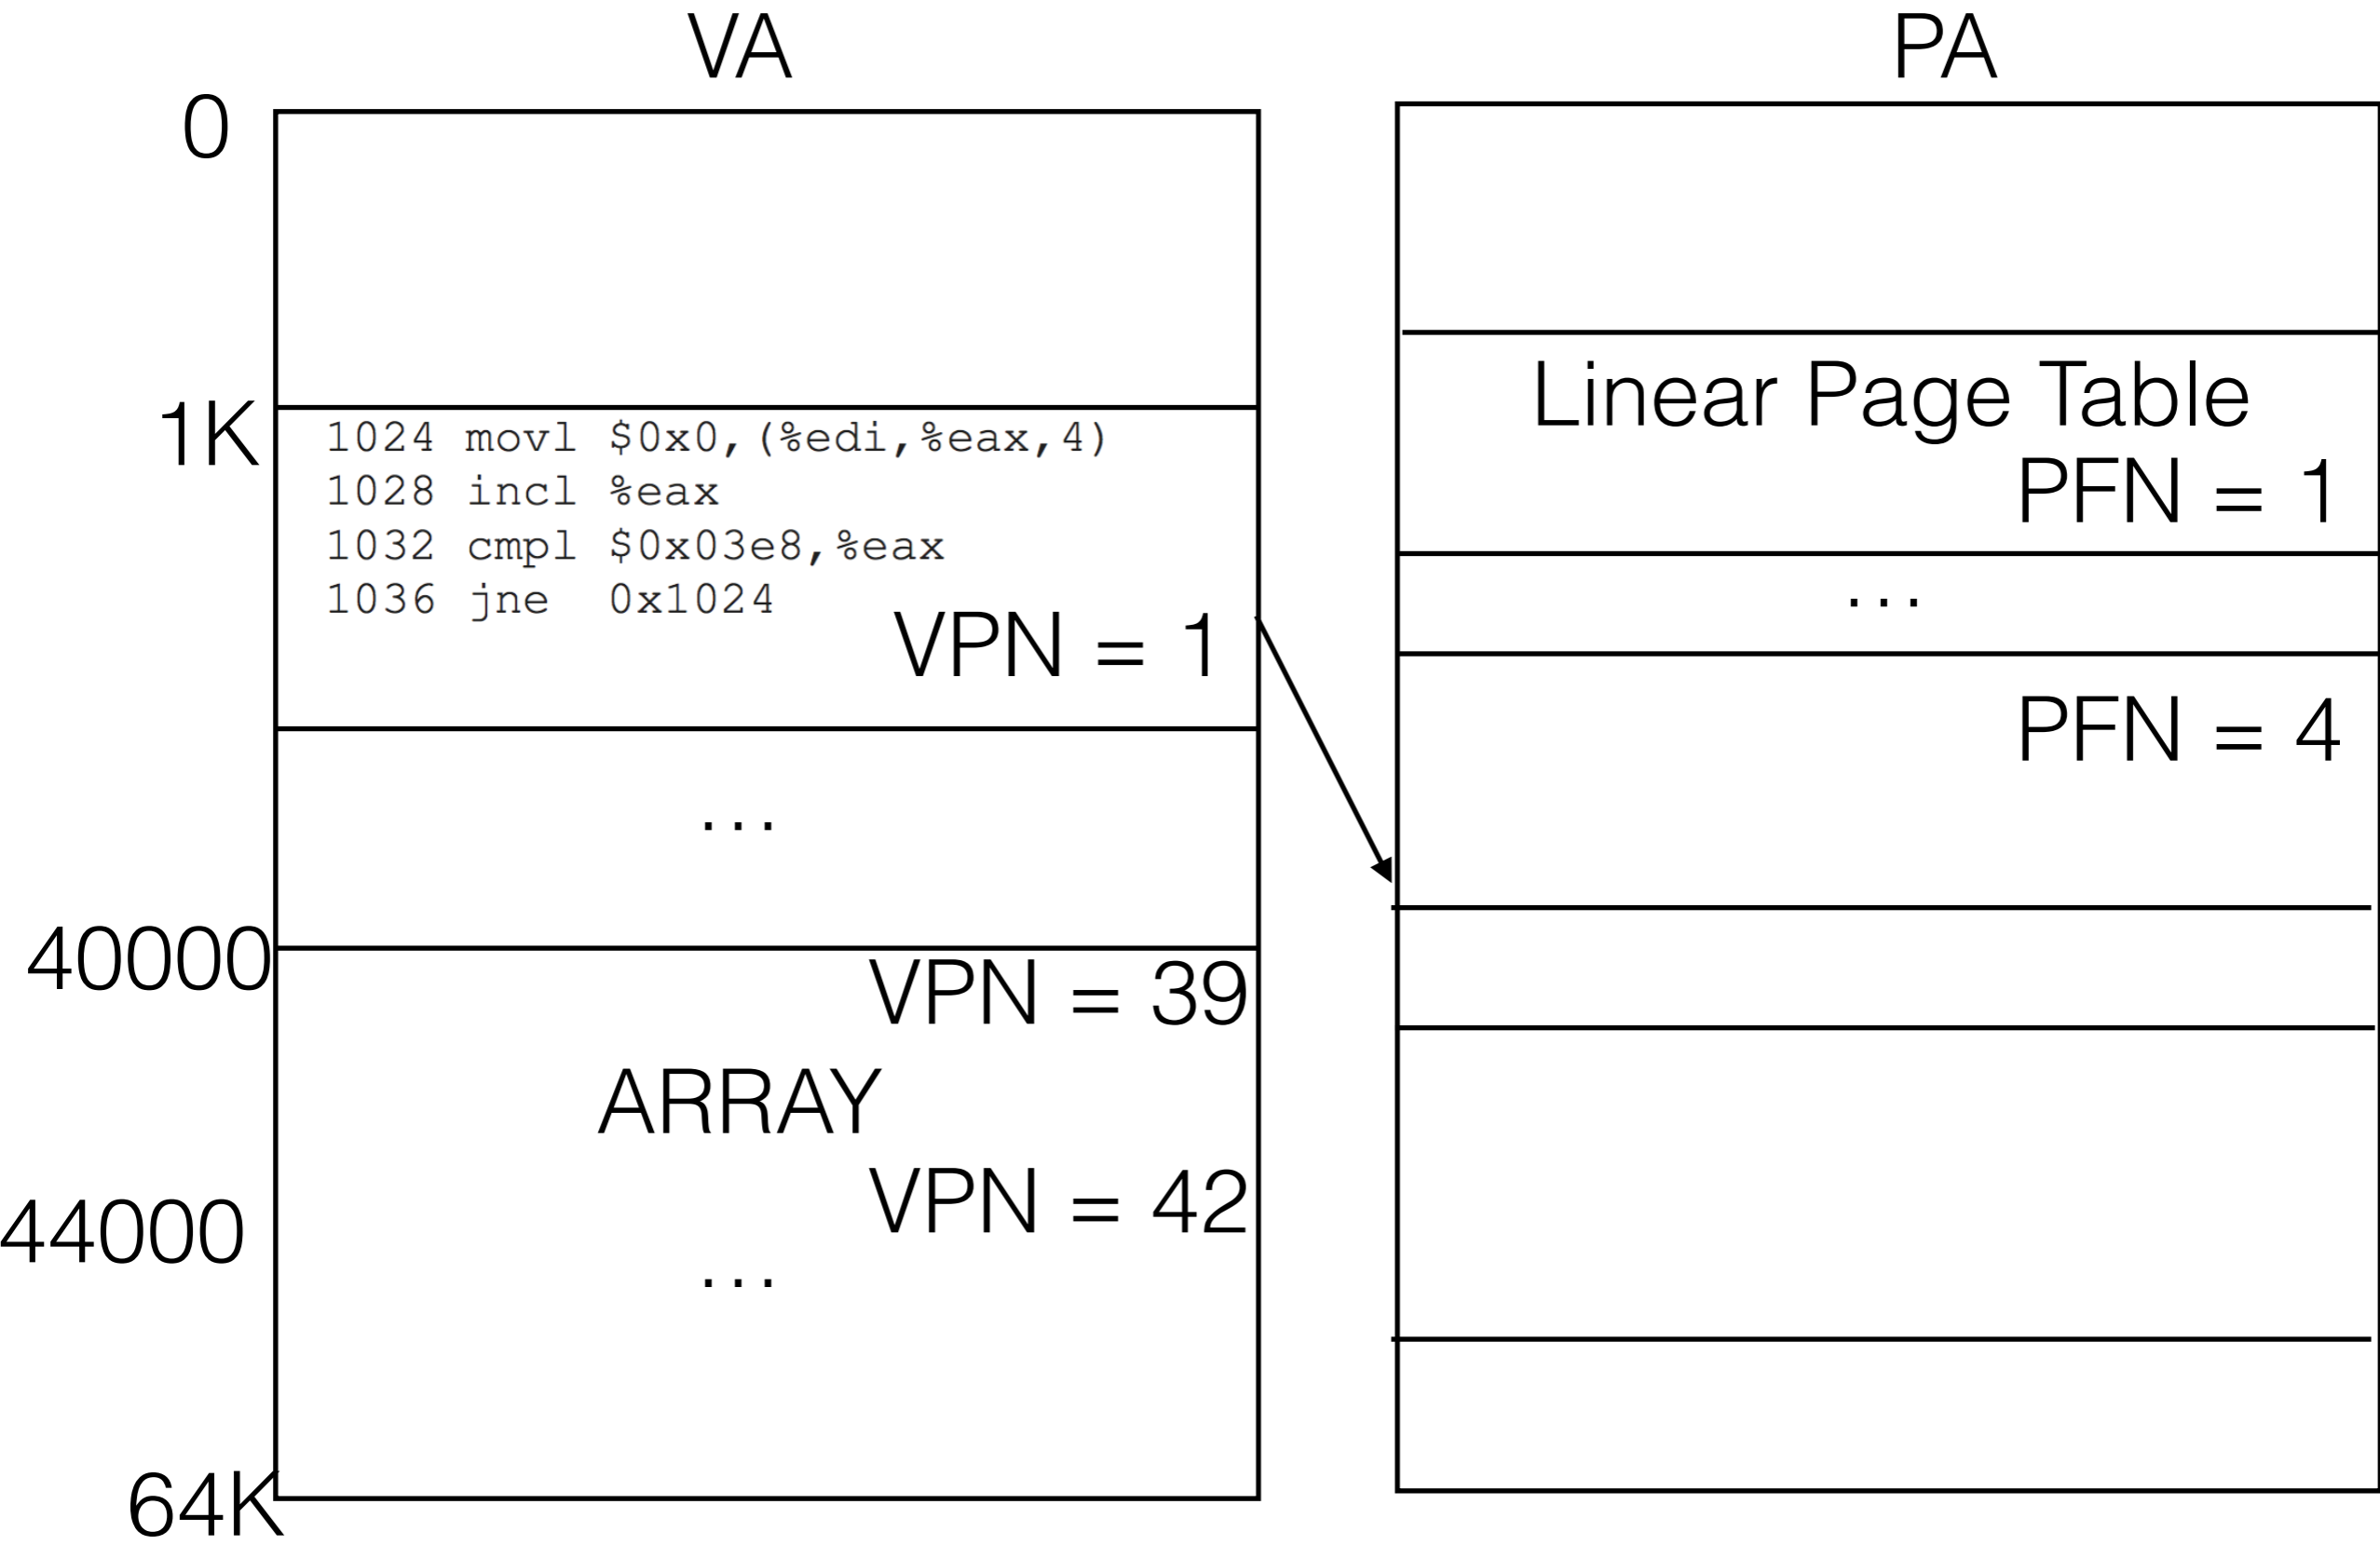 VA
PA
0
1K
1024 movl $0x0,(%edi,%eax,4)
1028 incl %eax
1032 cmpl $0x03e8,%eax
1036 jne 0x1024
VPN = 1
...
40000
VPN = 39
ARRAY
VPN = 42
44000
...
64K
Linear Page Table
PFN = 1
...
PFN = 4